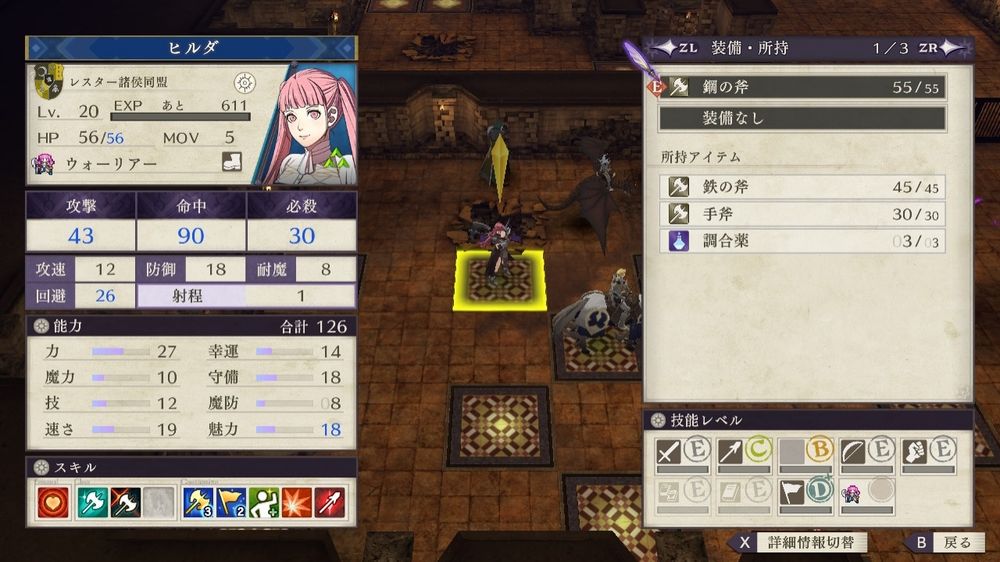 ヒルダ
レスター諸侯同盟
Lv. 20 EXP あと 611
HP 56/56 MOV 5
ウォーリアー
攻撃 命中 必殺
43 90 30
攻速 12 防御 18 耐魔 8
回避 26 射程 1
能力 合計 126
力 27 幸運 14
魔力 10 守備 18
技 12 魔防 08
速さ 19 魅力 18
スキル
3 2
ZL 装備・所持 1/3 ZR
E 鋼の斧 55/55
装備なし
所持アイテム
鉄の斧 45/45
手斧 30/30
調合薬 03/03
技能レベル
E C B E E
E E D+
X 詳細情報切替 B 戻る